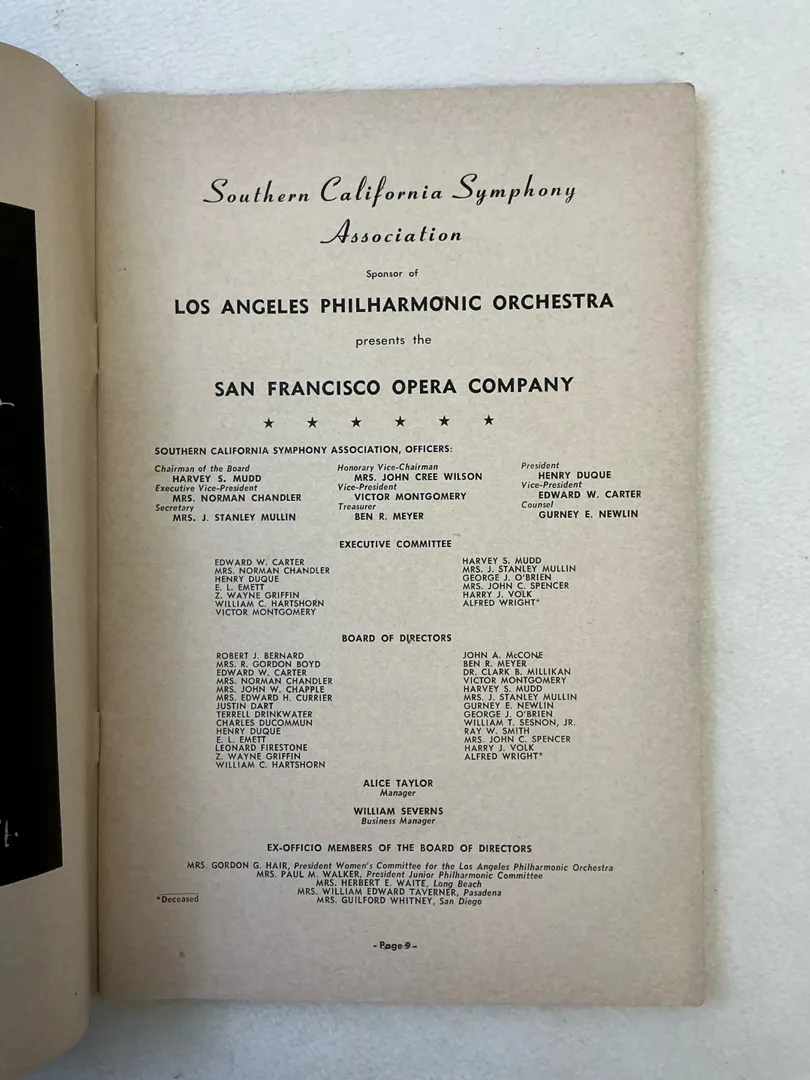 Southern California Symphony
Association
Sponsor of
LOS ANGELES PHILHARMONIC ORCHESTRA
presents the
SAN FRANCISCO OPERA COMPANY
★ ★ ★ ★ ★ ★
SOUTHERN CALIFORNIA SYMPHONY ASSOCIATION, OFFICERS:
Chairman of the Board
HARVEY S. MUDD
Executive Vice-President
MRS. NORMAN CHANDLER
Secretary
MRS. J. STANLEY MULLIN
Honorary Vice-Chairman
MRS. JOHN CREE WILSON
Vice-President
VICTOR MONTGOMERY
Treasurer
BEN R. MEYER
President
HENRY DUQUE
Vice-President
EDWARD W. CARTER
Counsel
GURNEY E. NEWLIN
EXECUTIVE COMMITTEE
EDWARD W. CARTER
MRS. NORMAN CHANDLER
HENRY DUQUE
E. L. EMETT
Z. WAYNE GRIFFIN
WILLIAM C. HARTSHORN
VICTOR MONTGOMERY
HARVEY S. MUDD
MRS. J. STANLEY MULLIN
GEORGE J. O'BRIEN
MRS. JOHN C. SPENCER
HARRY J. VOLK
ALFRED WRIGHT*
BOARD OF DIRECTORS
ROBERT J. BERNARD
MRS. R. GORDON BOYD
EDWARD W. CARTER
MRS. NORMAN CHANDLER
MRS. JOHN W. CHAPPLE
MRS. EDWARD H. CURRIER
JUSTIN DART
TERRELL DRINKWATER
CHARLES DUCOMMUN
HENRY DUQUE
E. L. EMETT
LEONARD FIRESTONE
Z. WAYNE GRIFFIN
WILLIAM C. HARTSHORN
JOHN A. McCONE
BEN R. MEYER
DR. CLARK B. MILLIKAN
VICTOR MONTGOMERY
HARVEY S. MUDD
MRS. J. STANLEY MULLIN
GURNEY E. NEWLIN
GEORGE J. O'BRIEN
WILLIAM T. SESNON, JR.
RAY W. SMITH
MRS. JOHN C. SPENCER
HARRY J. VOLK
ALFRED WRIGHT*
ALICE TAYLOR
Manager
WILLIAM SEVERNS
Business Manager
EX-OFFICIO MEMBERS OF THE BOARD OF DIRECTORS
MRS. GORDON G. HAIR, President Women's Committee for the Los Angeles Philharmonic Orchestra
MRS. PAUL M. WALKER, President Junior Philharmonic Committee
MRS. HERBERT E. WAITE, Long Beach
MRS. WILLIAM EDWARD TAVERNER, Pasadena
MRS. GUILFORD WHITNEY, San Diego
*Deceased
- Page 9 -